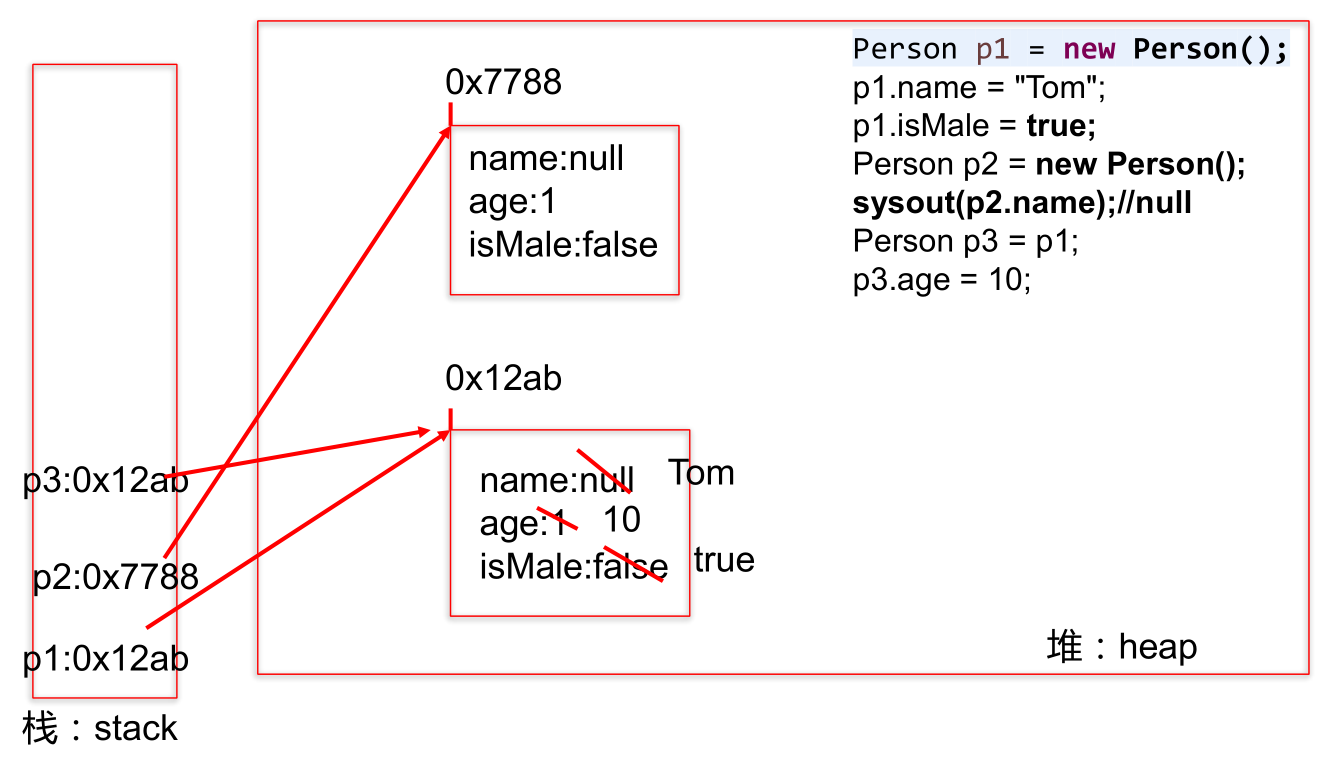 0x7788
name:null
age:1
isMale:false
Person p1 = new Person();
p1.name = "Tom";
p1.isMale = true;
Person p2 = new Person();
sysout(p2.name);//null
Person p3 = p1;
p3.age = 10;
0x12ab
name:null Tom
age:1 10
isMale:false true
p3:0x12ab
p2:0x7788
p1:0x12ab
堆：heap
栈：stack